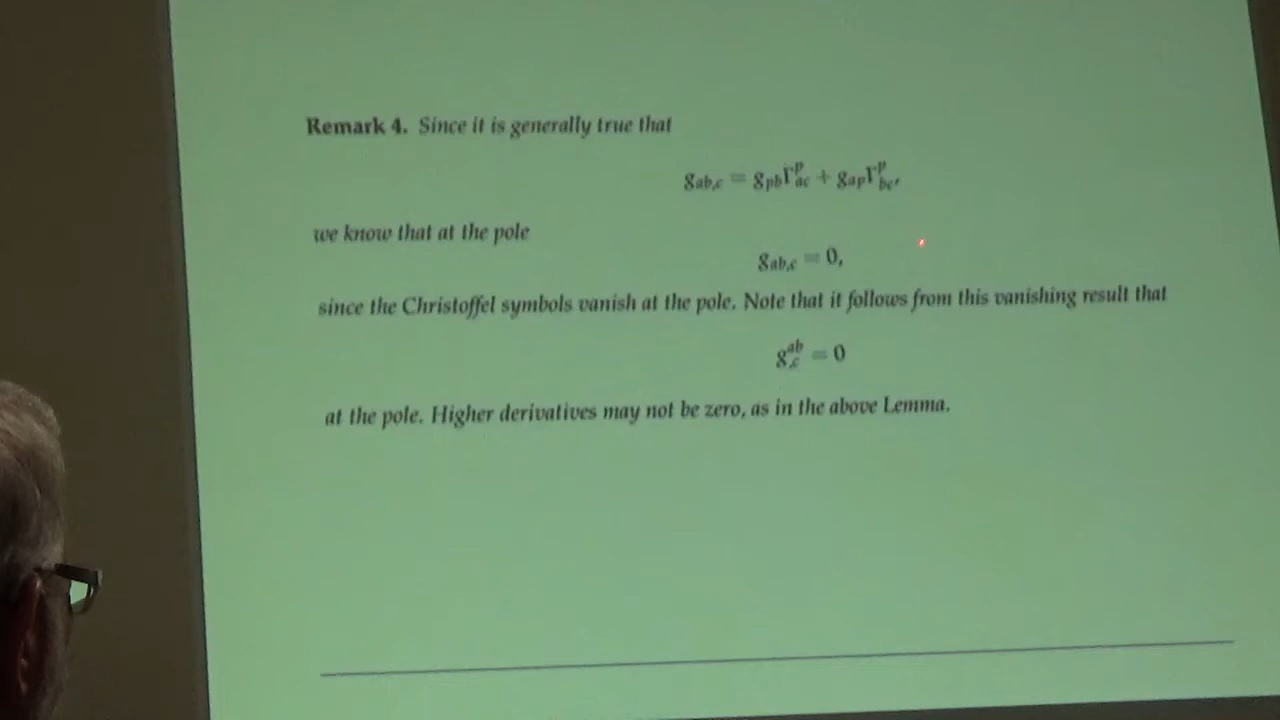 Remark 4. Since it is generally true that
g_{ab,c} = g_{pb}Γ^p_{ac} + g_{ap}Γ^p_{bc},
we know that at the pole
g_{ab,c} = 0,
since the Christoffel symbols vanish at the pole. Note that it follows from this vanishing result that
g^{ab}_{,c} = 0
at the pole. Higher derivatives may not be zero, as in the above Lemma.